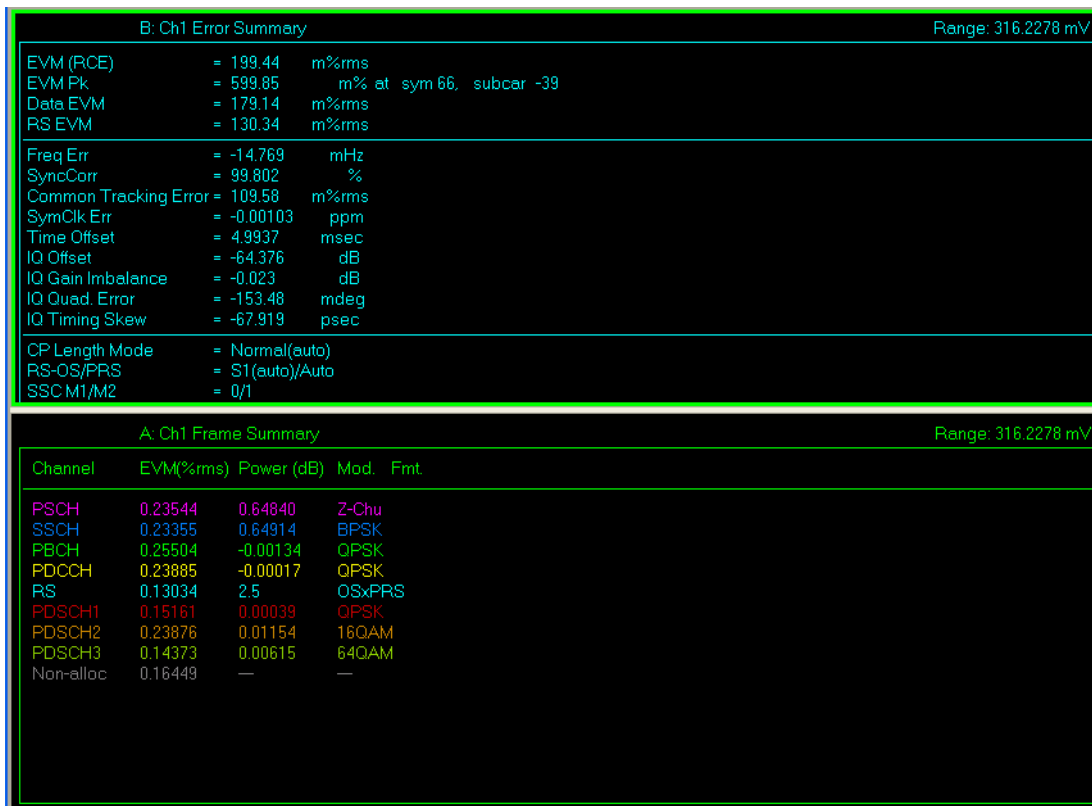 B: Ch1 Error Summary Range: 316.2278 mV
EVM (RCE) = 199.44 m%rms
EVM Pk = 599.85 m% at sym 66, subcar -39
Data EVM = 179.14 m%rms
RS EVM = 130.34 m%rms
Freq Err = -14.769 mHz
SyncCorr = 99.802 %
Common Tracking Error = 109.58 m%rms
SymClk Err = -0.00103 ppm
Time Offset = 4.9937 msec
IQ Offset = -64.376 dB
IQ Gain Imbalance = -0.023 dB
IQ Quad. Error = -153.48 mdeg
IQ Timing Skew = -67.919 psec
CP Length Mode = Normal(auto)
RS-OS/PRS = S1(auto)/Auto
SSC M1/M2 = 0/1
A: Ch1 Frame Summary Range: 316.2278 mV
Channel EVM(%rms) Power (dB) Mod. Fmt.
PSCH 0.23544 0.64840 Z-Chu
SSCH 0.23355 0.64914 BPSK
PBCH 0.25504 -0.00134 QPSK
PDCCH 0.23885 -0.00017 QPSK
RS 0.13034 2.5 OSxPRS
PDSCH1 0.15161 0.00039 QPSK
PDSCH2 0.23876 0.01154 16QAM
PDSCH3 0.14373 0.00615 64QAM
Non-alloc 0.16449 — —